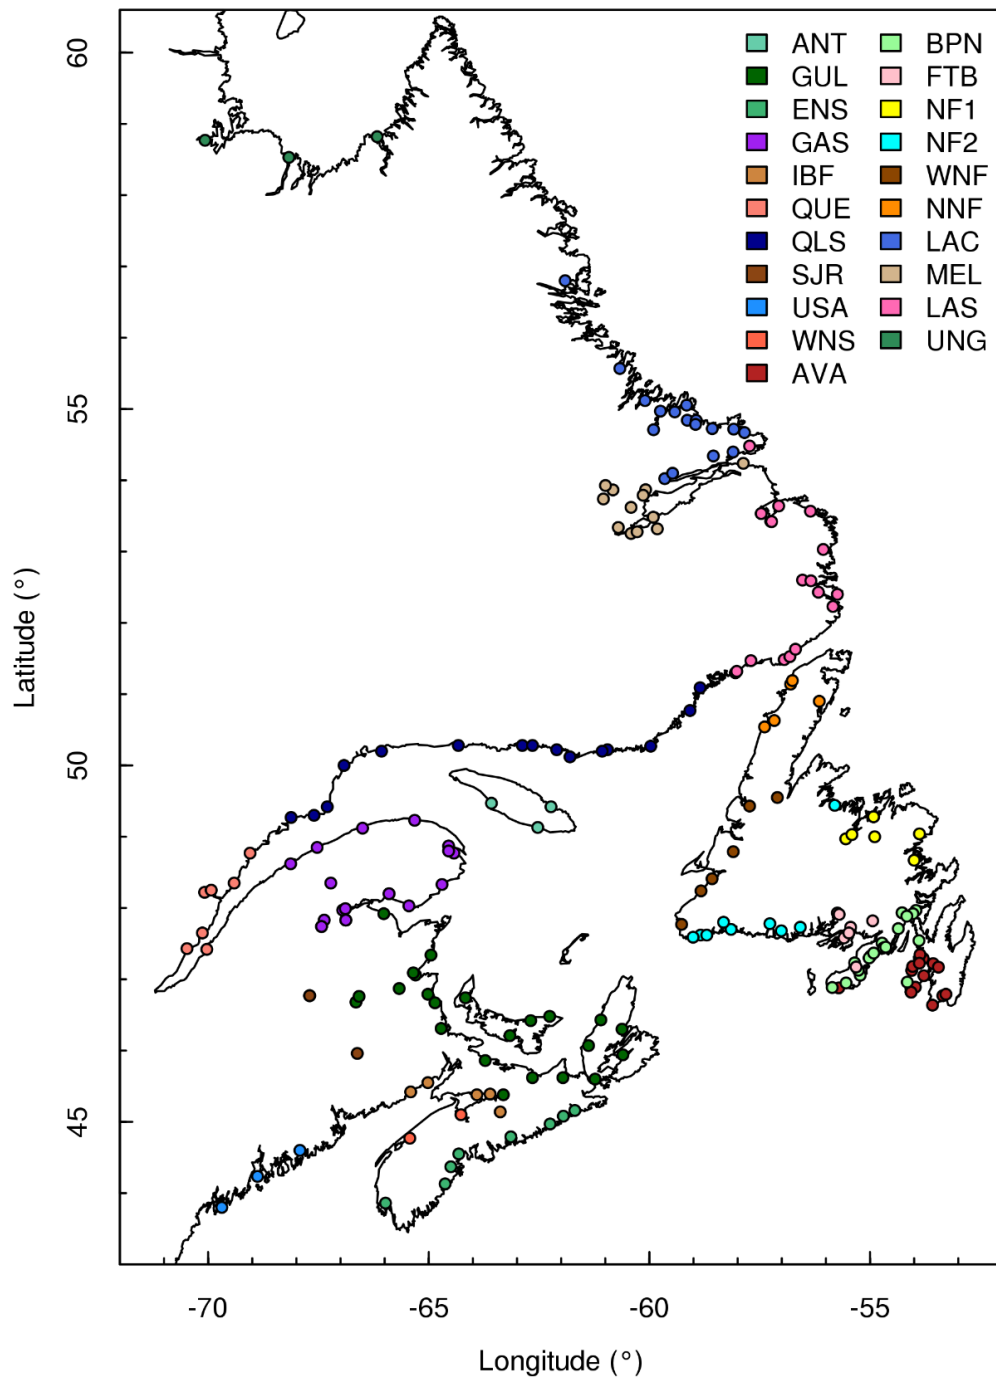 60
55
50
45
Latitude (°)
ANT BPN
GUL FTB
ENS NF1
GAS NF2
IBF WNF
QUE NNF
QLS LAC
SJR MEL
USA LAS
WNS UNG
AVA
-70 -65 -60 -55
Longitude (°)